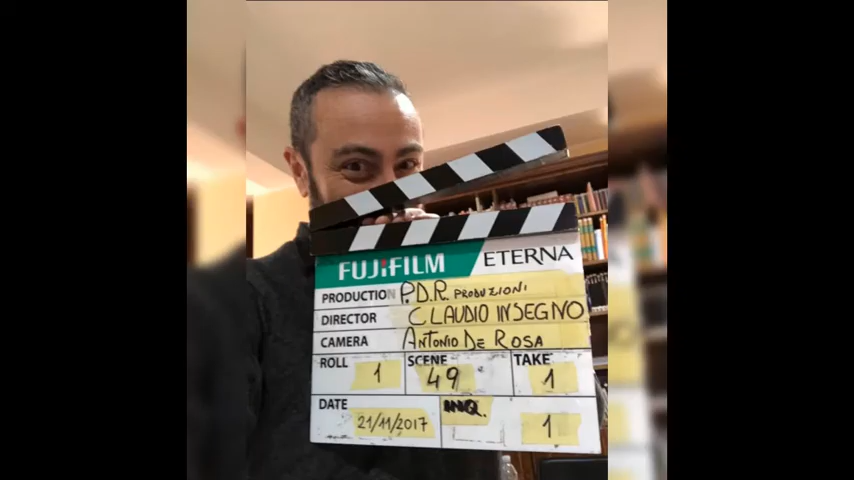 FUJIFILM ETERNA
PRODUCTION P.D.R. PRODUZIONI
DIRECTOR CLAUDIO INSEGNO
CAMERA ANTONIO DE ROSA
ROLL 1 SCENE 49 TAKE 1
DATE 21/11/2017 INQ. 1